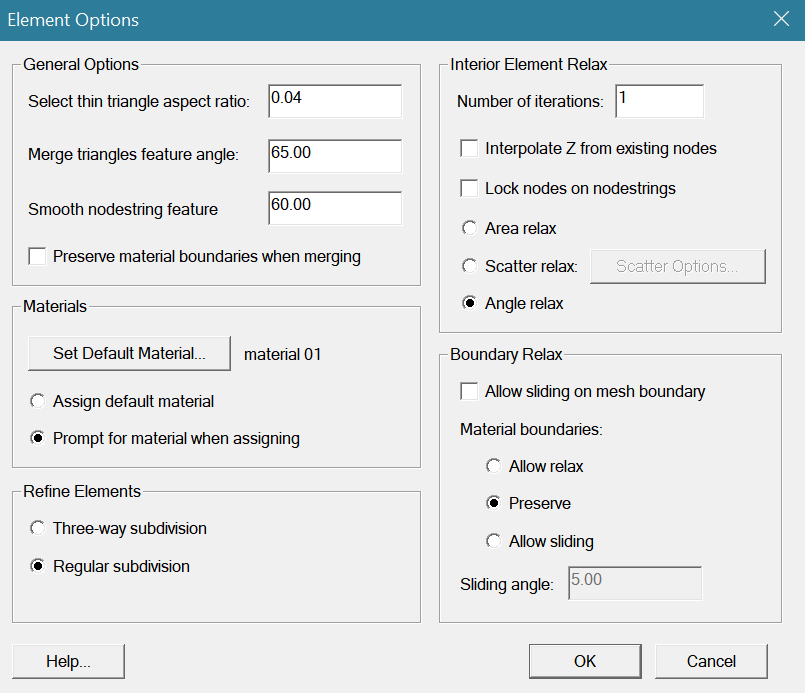 Element Options
General Options
Select thin triangle aspect ratio: 0.04
Merge triangles feature angle: 65.00
Smooth nodestring feature 60.00
Preserve material boundaries when merging
Materials
Set Default Material... material 01
Assign default material
Prompt for material when assigning
Refine Elements
Three-way subdivision
Regular subdivision
Interior Element Relax
Number of iterations: 1
Interpolate Z from existing nodes
Lock nodes on nodestrings
Area relax
Scatter relax: Scatter Options...
Angle relax
Boundary Relax
Allow sliding on mesh boundary
Material boundaries:
Allow relax
Preserve
Allow sliding
Sliding angle: 5.00
Help... OK Cancel